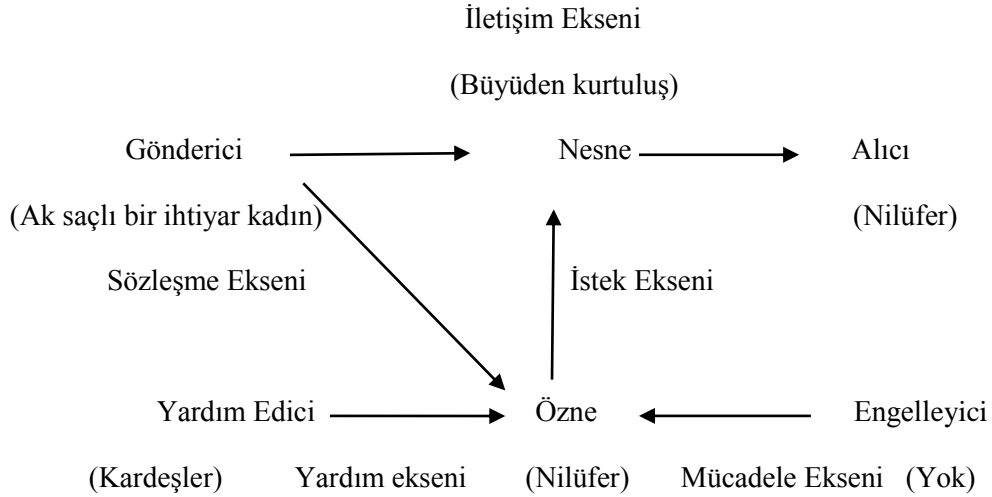 İletişim Ekseni
(Büyüden kurtuluş)
Gönderici Nesne Alıcı
(Ak saçlı bir ihtiyar kadın) (Nilüfer)
Sözleşme Ekseni İstek Ekseni
Yardım Edici Özne Engelleyici
(Kardeşler) Yardım ekseni (Nilüfer) Mücadele Ekseni (Yok)